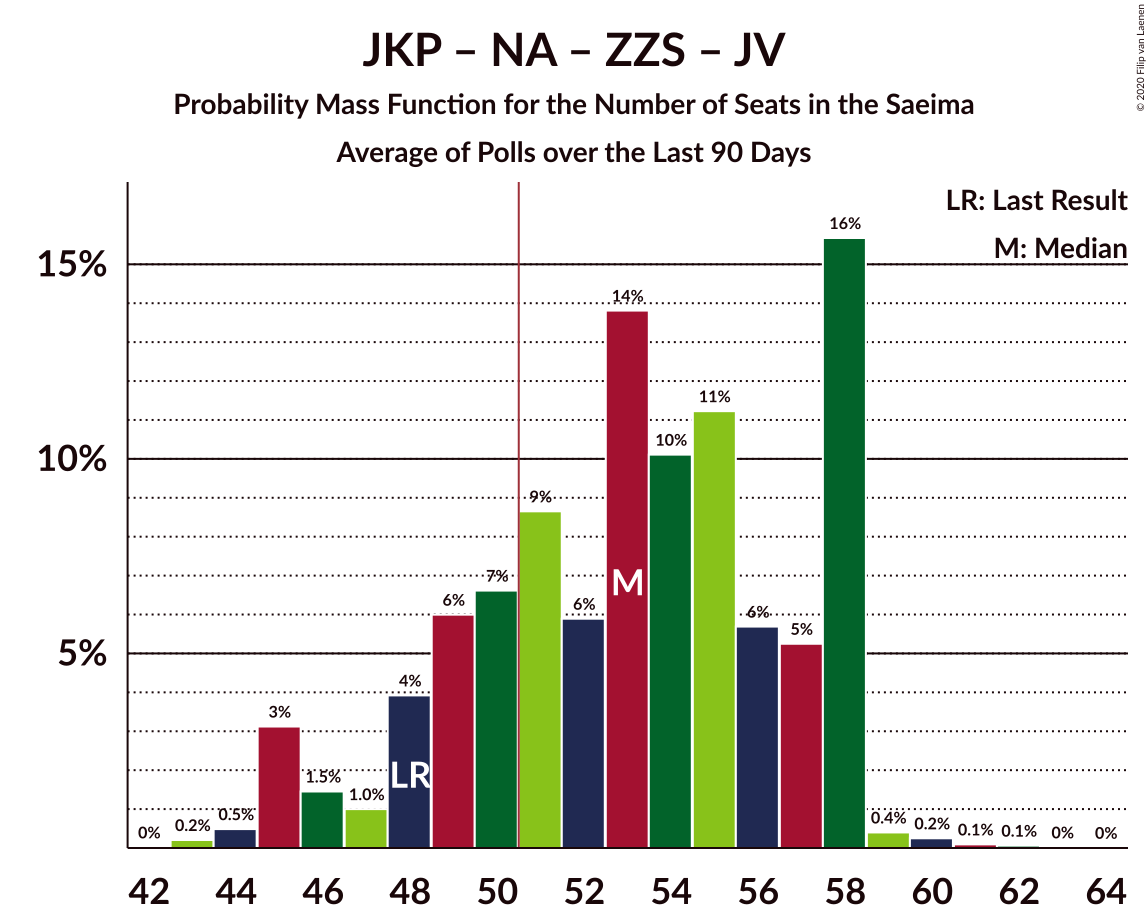 JKP – NA – ZZS – JV
Probability Mass Function for the Number of Seats in the Saeima
Average of Polls over the Last 90 Days
© 2020 Filip van Laenen
LR: Last Result
M: Median
15%
10%
5%
0%
0.2%
0.5%
3%
1.5%
1.0%
4%
6%
7%
9%
6%
14%
10%
11%
6%
5%
16%
0.4%
0.2%
0.1%
0.1%
0%
0%
LR
M
42 44 46 48 50 52 54 56 58 60 62 64